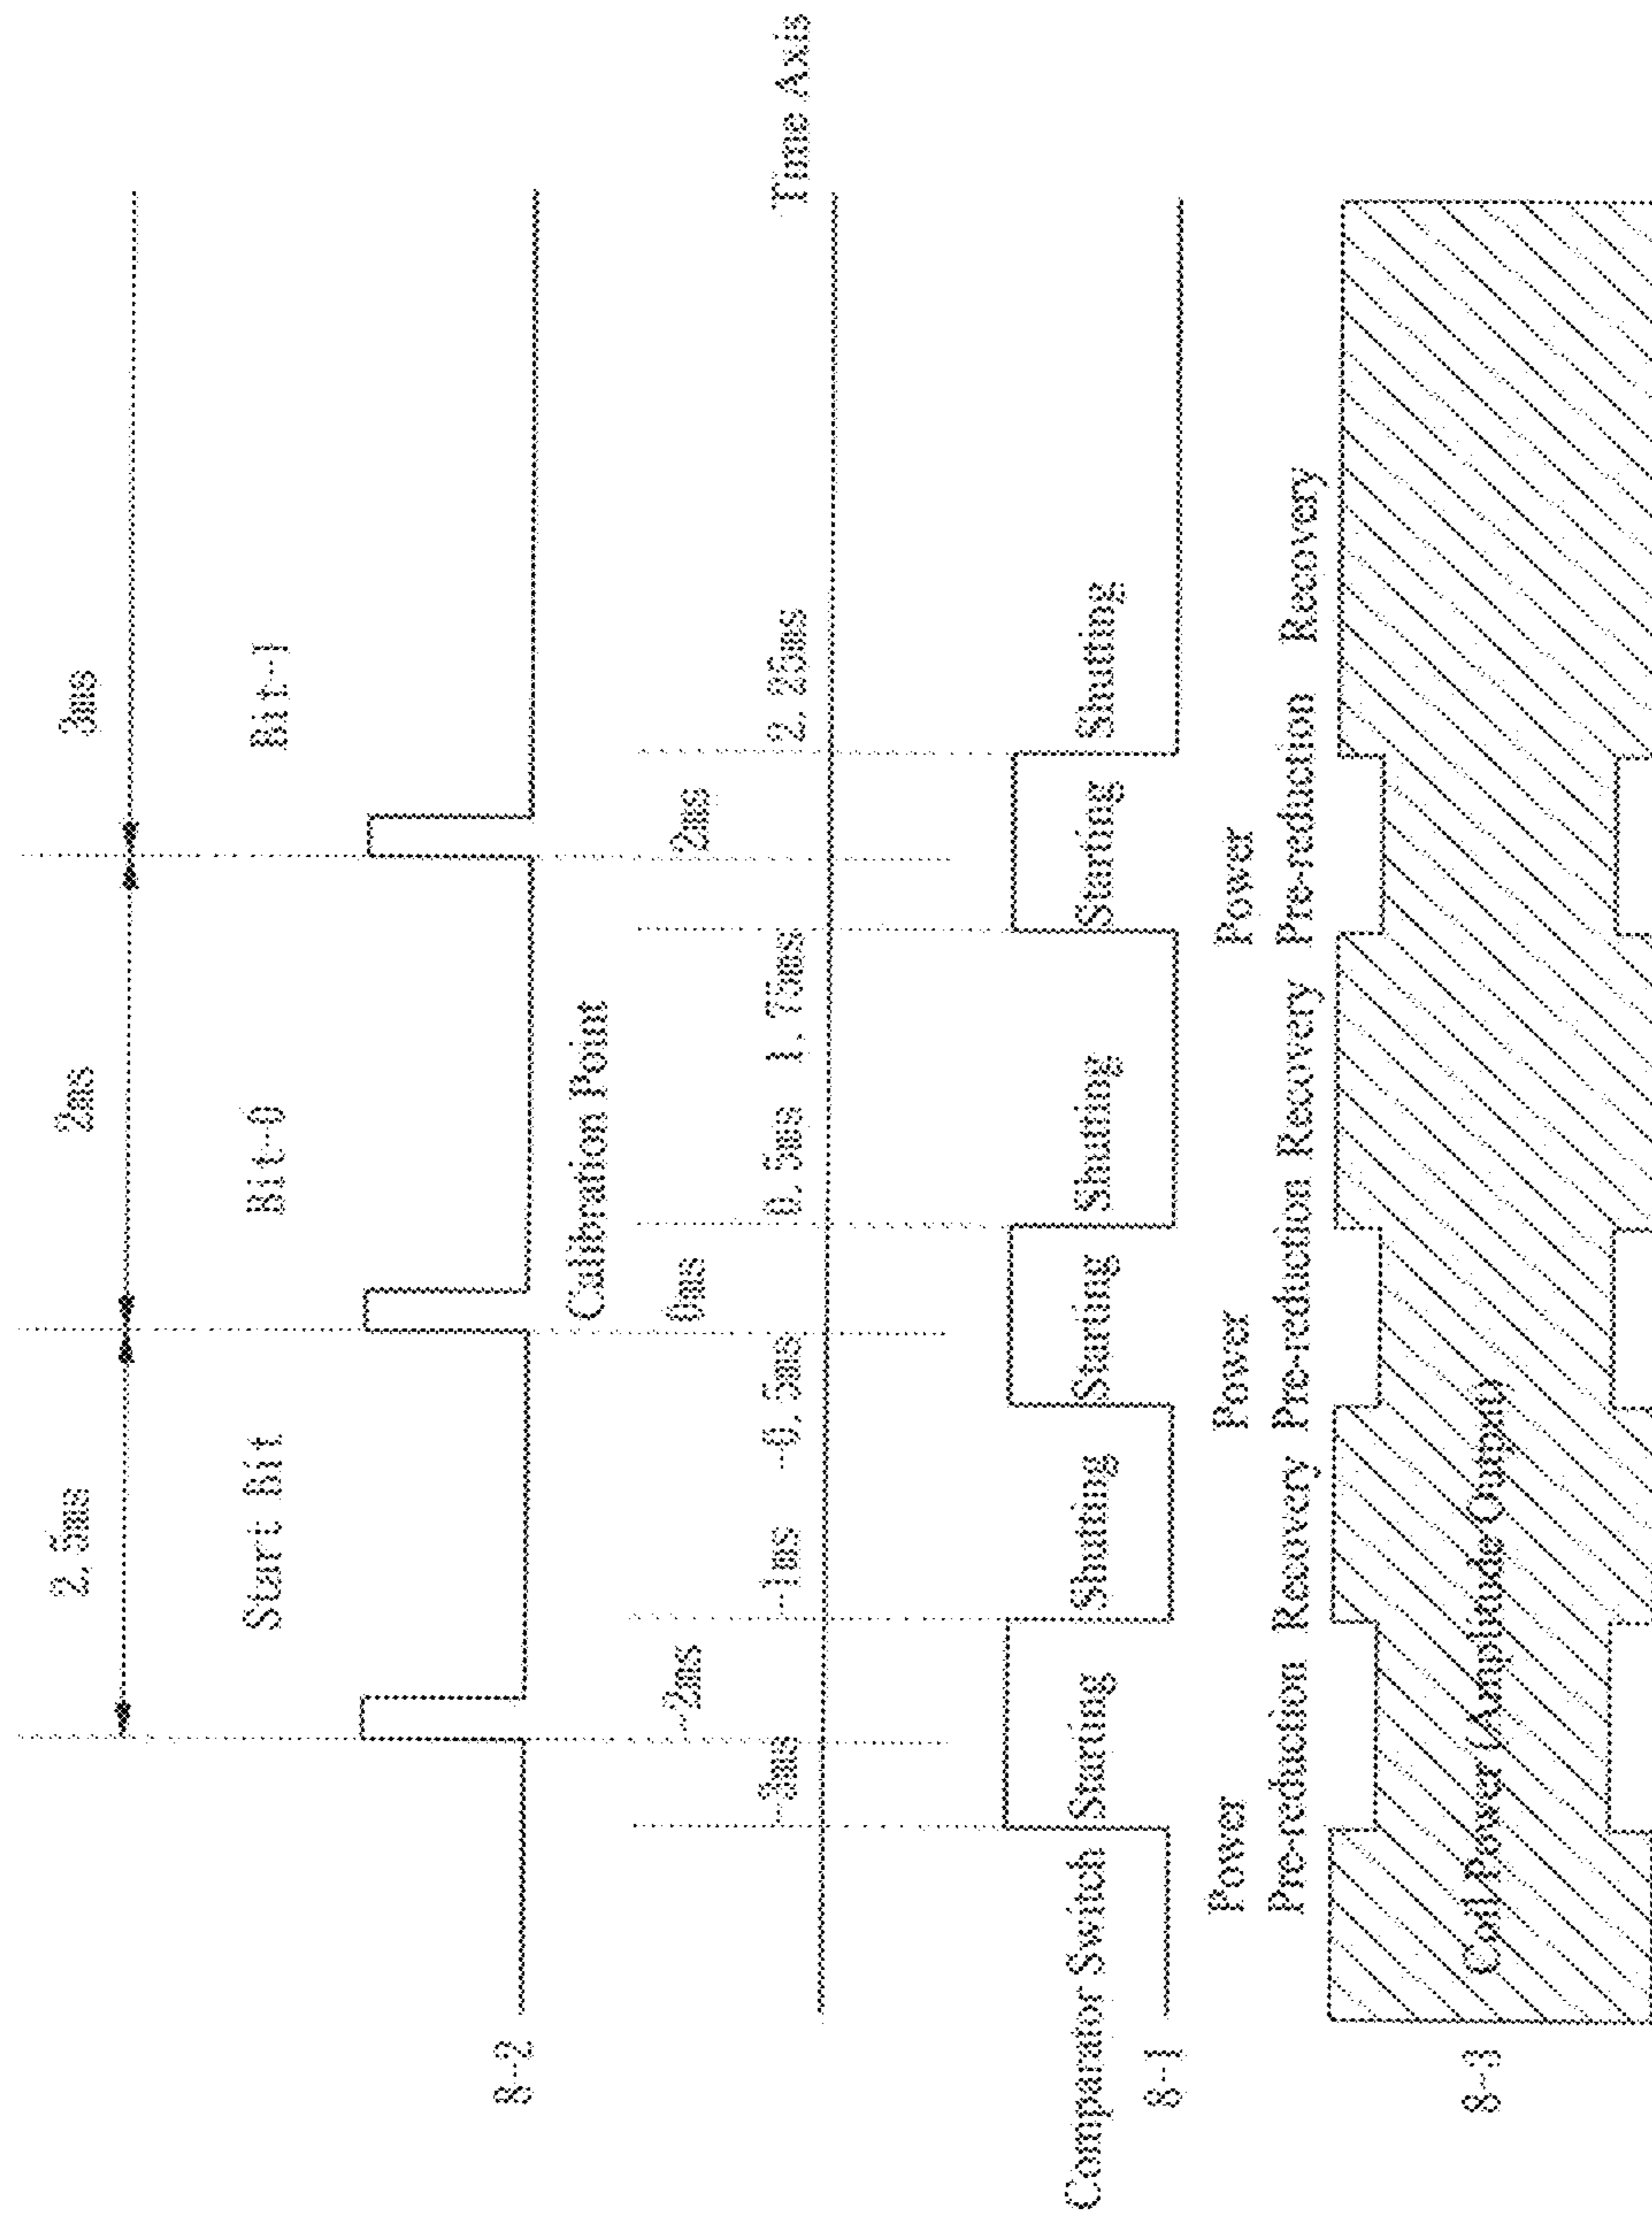 2. 5ms
2ms
3ms
Start Bit
Bit-0
Bit-1
8-2
Calibration Point
-2ms
0ms
2ms
-3ms
-1ms
-0. 5ms
0. 5ms
1. 75ms
2. 25ms
Time Axis
Comparator Switch
Starting
Shutting
Starting
Shutting
Starting
Shutting
8-1
Power
Pre-reduction
Recovery
Power
Pre-reduction
Recovery
Power
Pre-reduction
Recovery
8-3
Coil Power (Amplitude Output)